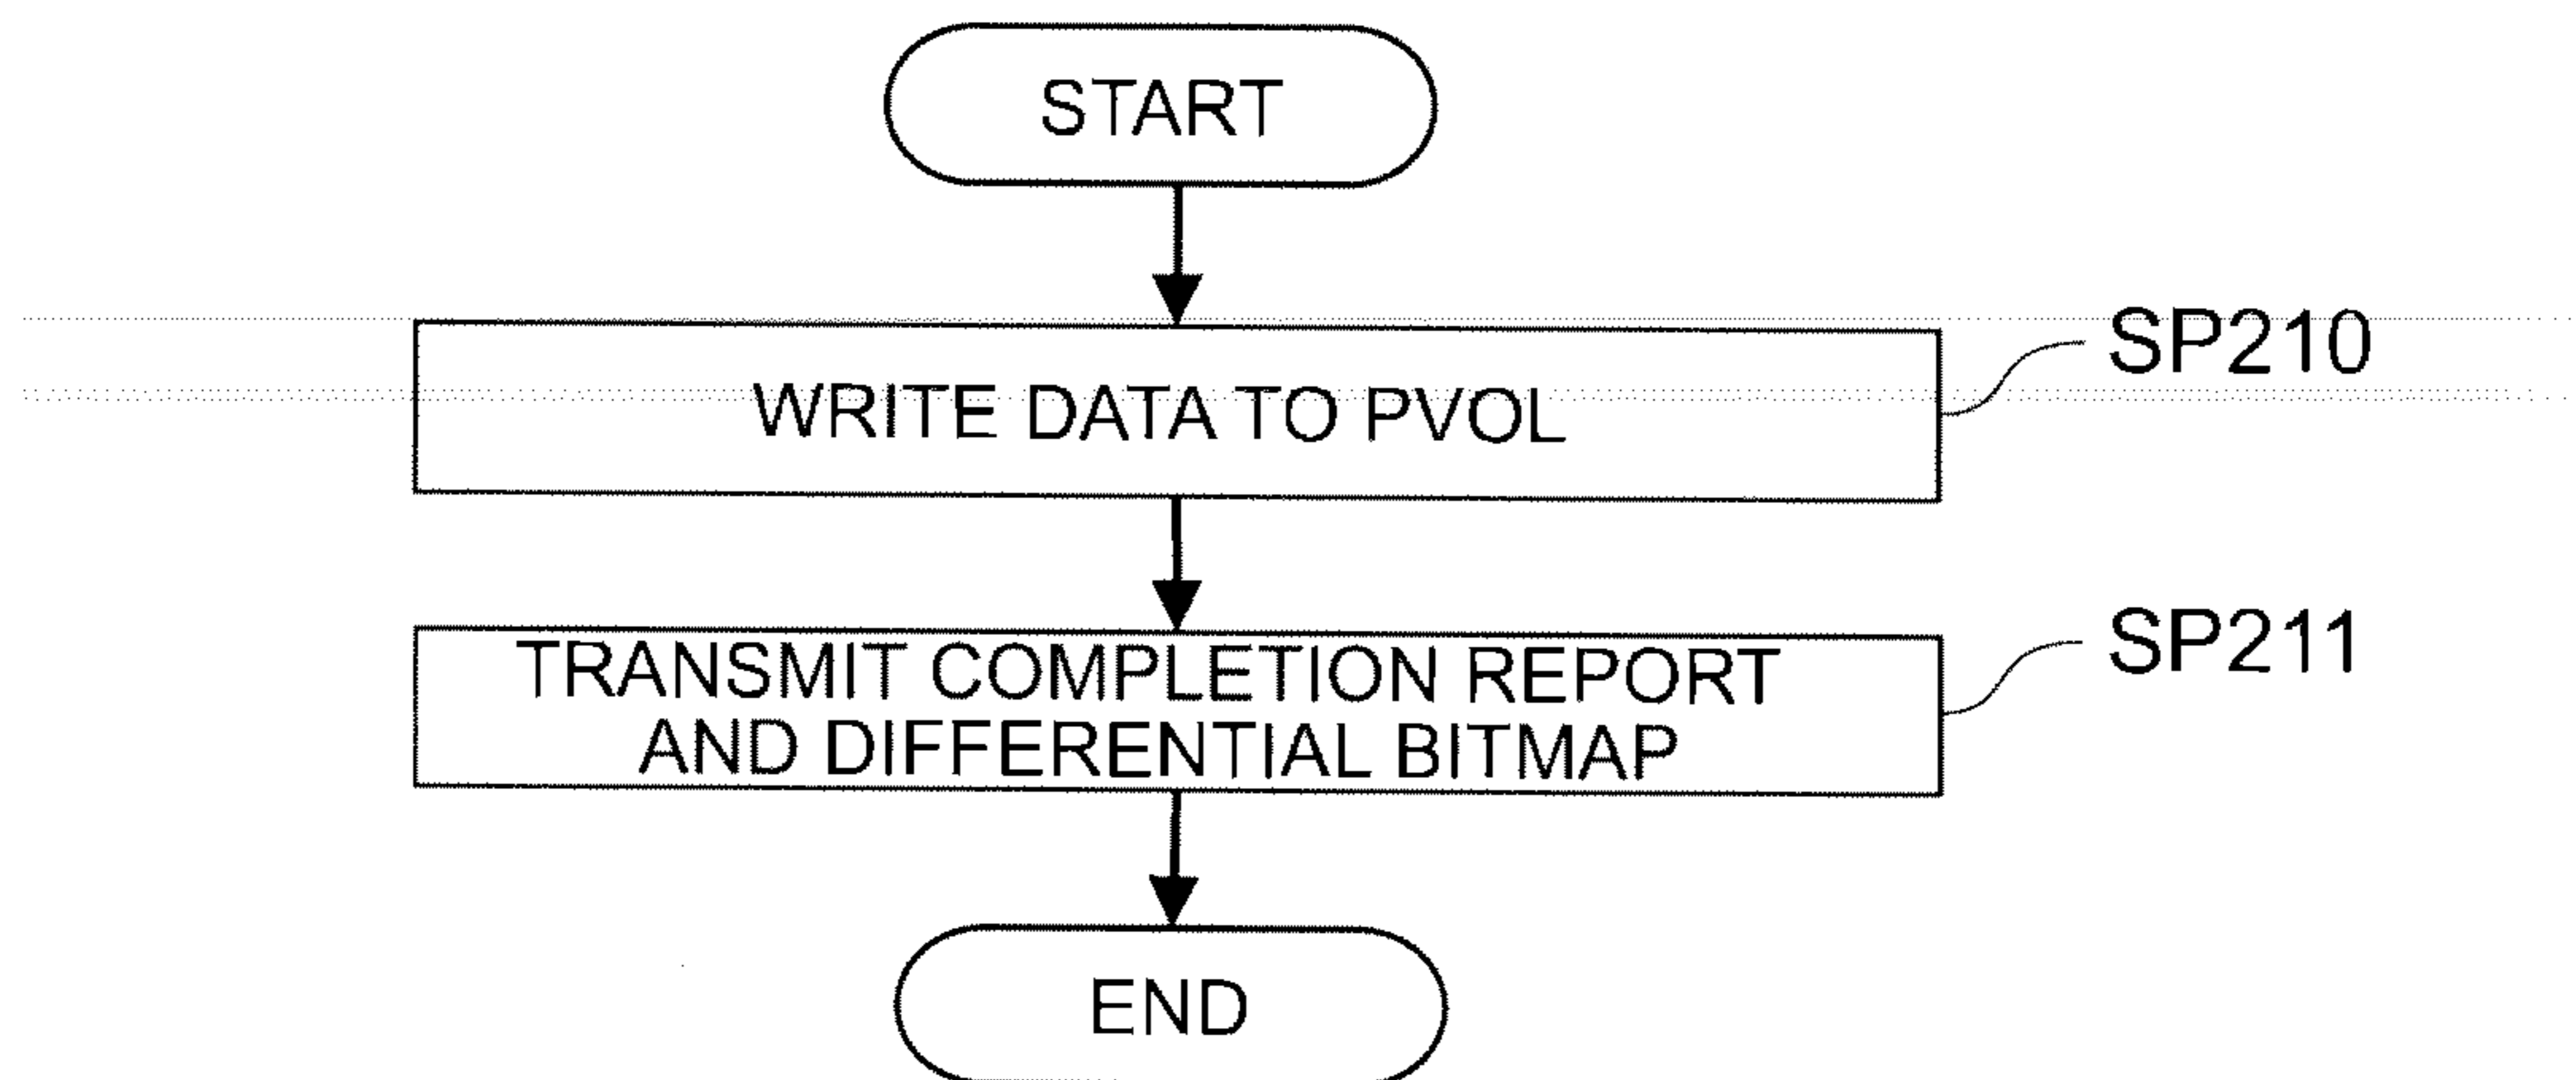 START
WRITE DATA TO PVOL
SP210
TRANSMIT COMPLETION REPORT
AND DIFFERENTIAL BITMAP
SP211
END